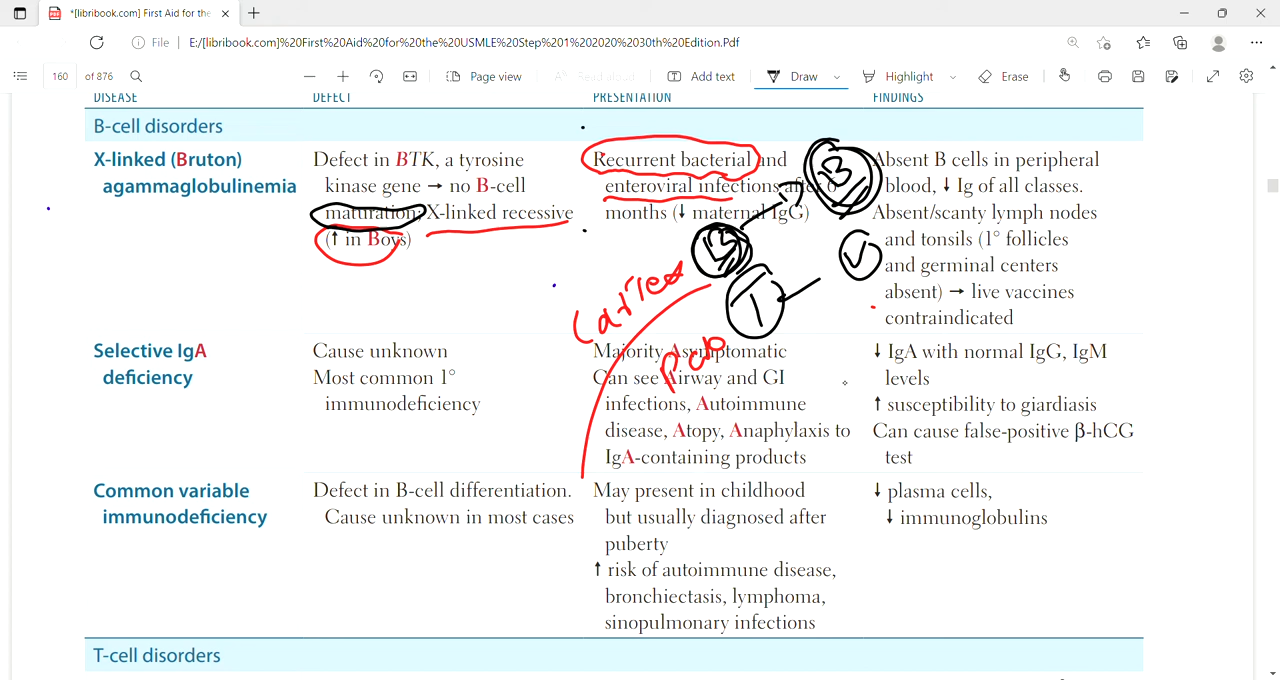 *[libribook.com] First Aid for the
File
E:/[libribook.com]%20First%20Aid%20for%20the%20USMLE%20Step%201%202020%2030th%20Edition.Pdf
160 of 876
Page view
Read aloud
Add text
Draw
Highlight
Erase
DISEASE DEFECT PRESENTATION FINDINGS
B-cell disorders
X-linked (Bruton)
agammaglobulinemia
Defect in BTK, a tyrosine
kinase gene → no B-cell
maturation; X-linked recessive
(↑ in Boys)
Recurrent bacterial and
enteroviral infections after 6
months (↓ maternal IgG)
Absent B cells in peripheral
blood, ↓ Ig of all classes.
Absent/scanty lymph nodes
and tonsils (1° follicles
and germinal centers
absent) → live vaccines
contraindicated
B
B
T
V
Carried
Selective IgA
deficiency
Cause unknown
Most common 1°
immunodeficiency
Majority Asymptomatic
Can see Airway and GI
infections, Autoimmune
disease, Atopy, Anaphylaxis to
IgA-containing products
↓ IgA with normal IgG, IgM
levels
↑ susceptibility to giardiasis
Can cause false-positive β-hCG
test
Common variable
immunodeficiency
Defect in B-cell differentiation.
Cause unknown in most cases
May present in childhood
but usually diagnosed after
puberty
↑ risk of autoimmune disease,
bronchiectasis, lymphoma,
sinopulmonary infections
↓ plasma cells,
↓ immunoglobulins
T-cell disorders